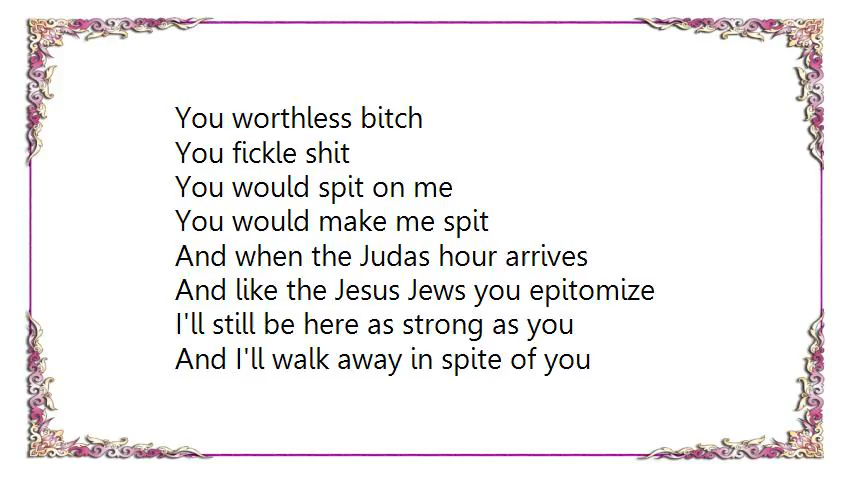 You worthless bitch
You fickle shit
You would spit on me
You would make me spit
And when the Judas hour arrives
And like the Jesus Jews you epitomize
I'll still be here as strong as you
And I'll walk away in spite of you